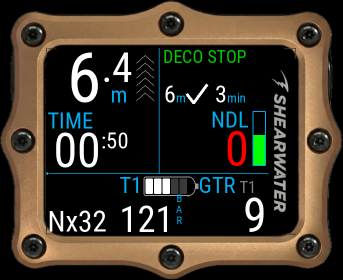 6.4 m
DECO STOP
6m 3min
TIME
00:50
NDL
0
T1
GTR T1
Nx32
121 BAR
9
SHEARWATER